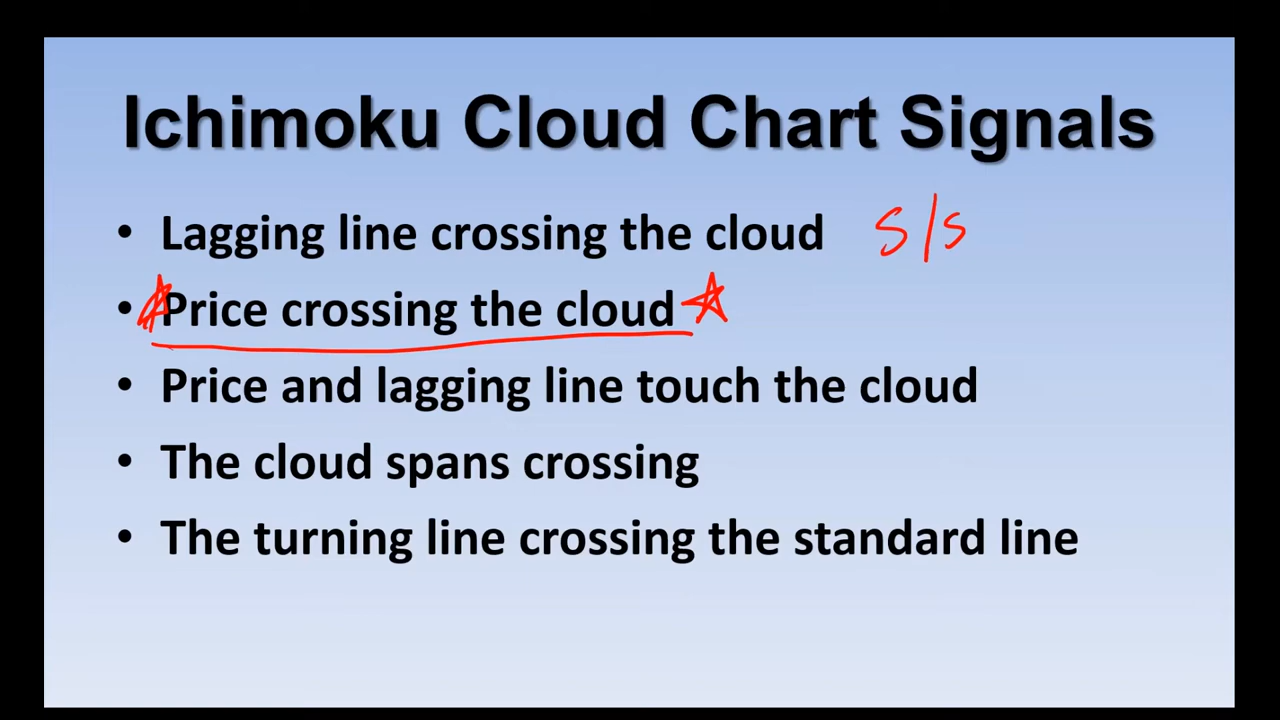 Ichimoku Cloud Chart Signals
• Lagging line crossing the cloud S/S
• Price crossing the cloud
• Price and lagging line touch the cloud
• The cloud spans crossing
• The turning line crossing the standard line